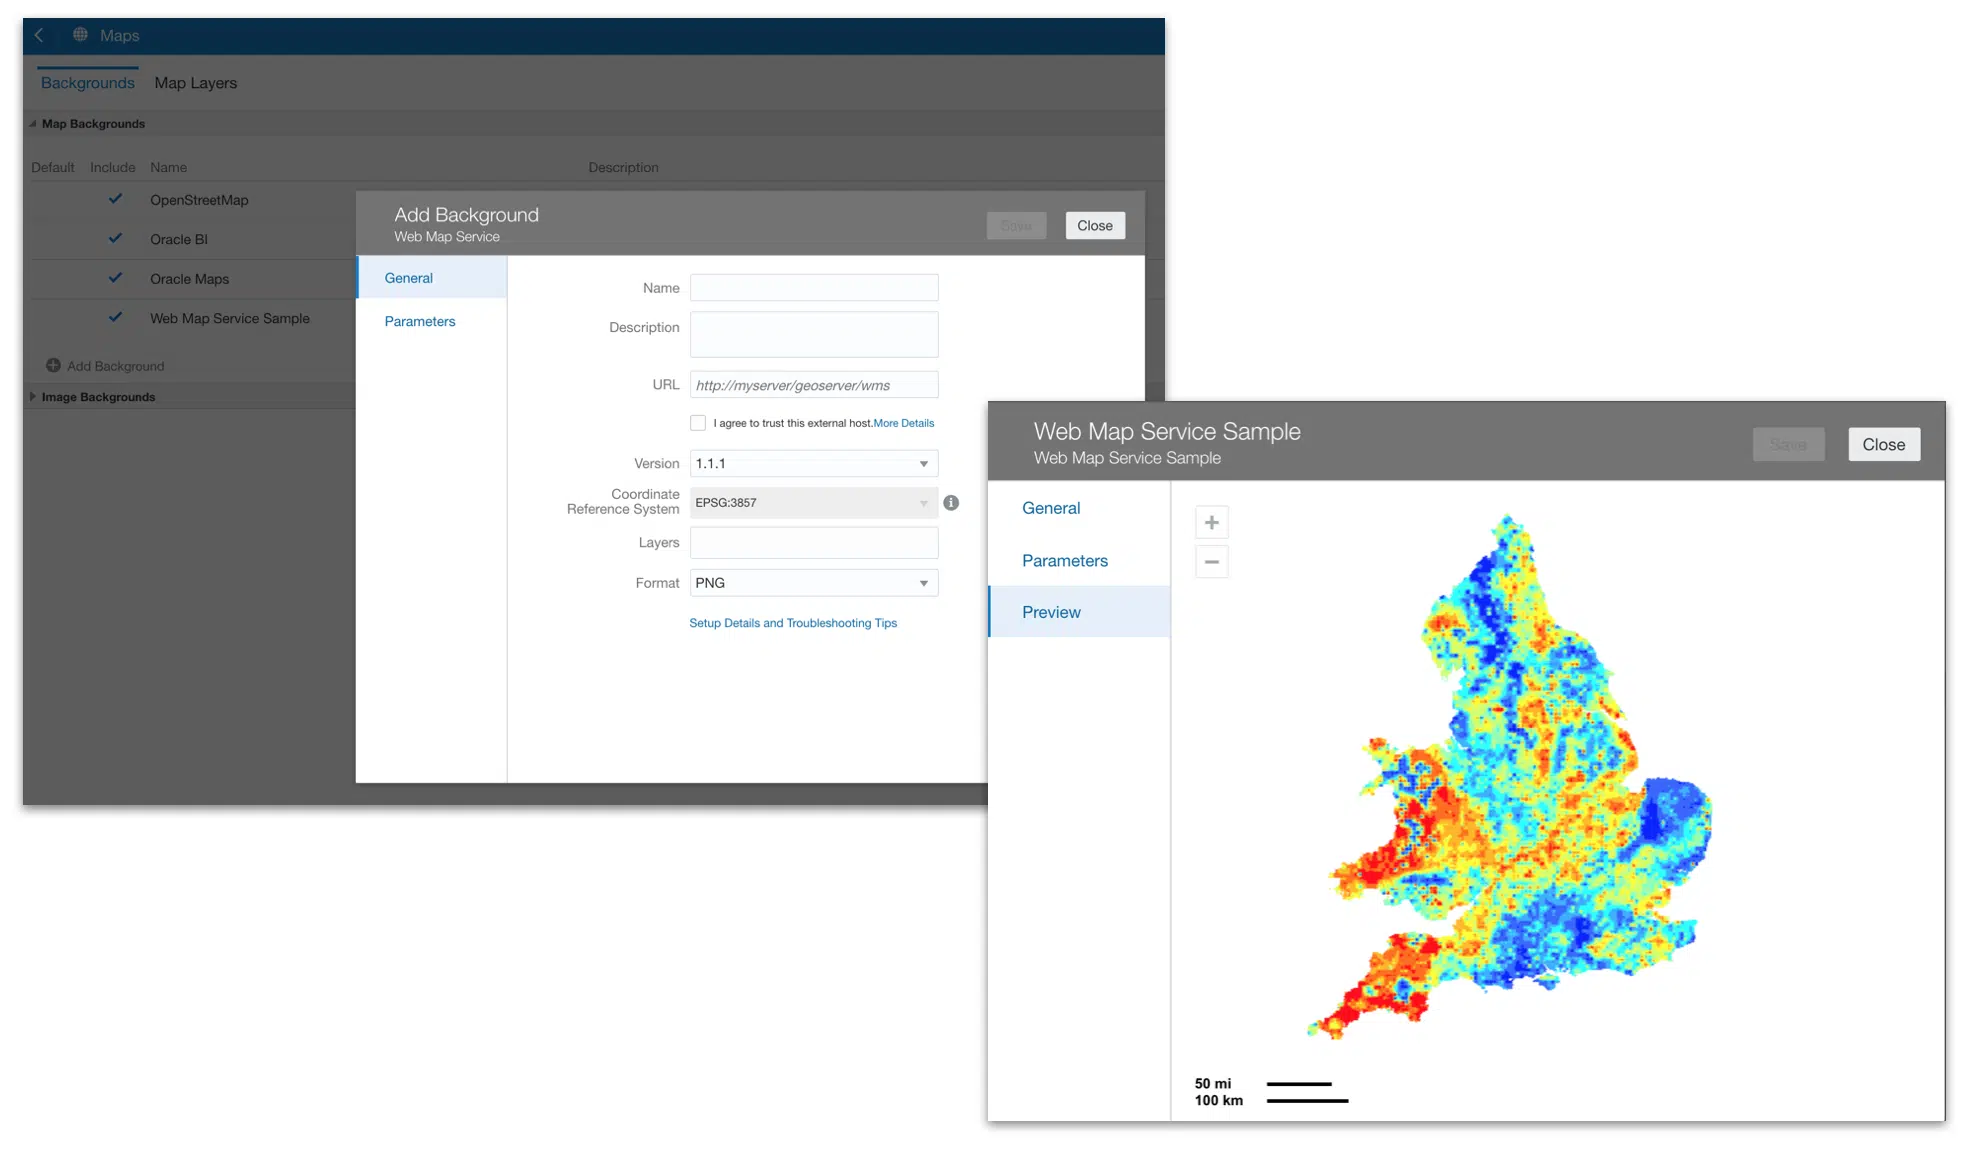 Maps
Backgrounds Map Layers
Map Backgrounds
Default Include Name Description
OpenStreetMap
Oracle BI
Oracle Maps
Web Map Service Sample
Add Background
Image Backgrounds
Add Background
Web Map Service
Save Close
General
Parameters
Name
Description
URL http://myserver/geoserver/wms
I agree to trust this external host.More Details
Version 1.1.1
Coordinate
Reference System EPSG:3857
Layers
Format PNG
Setup Details and Troubleshooting Tips
Web Map Service Sample
Web Map Service Sample
Save Close
General
Parameters
Preview
50 mi
100 km